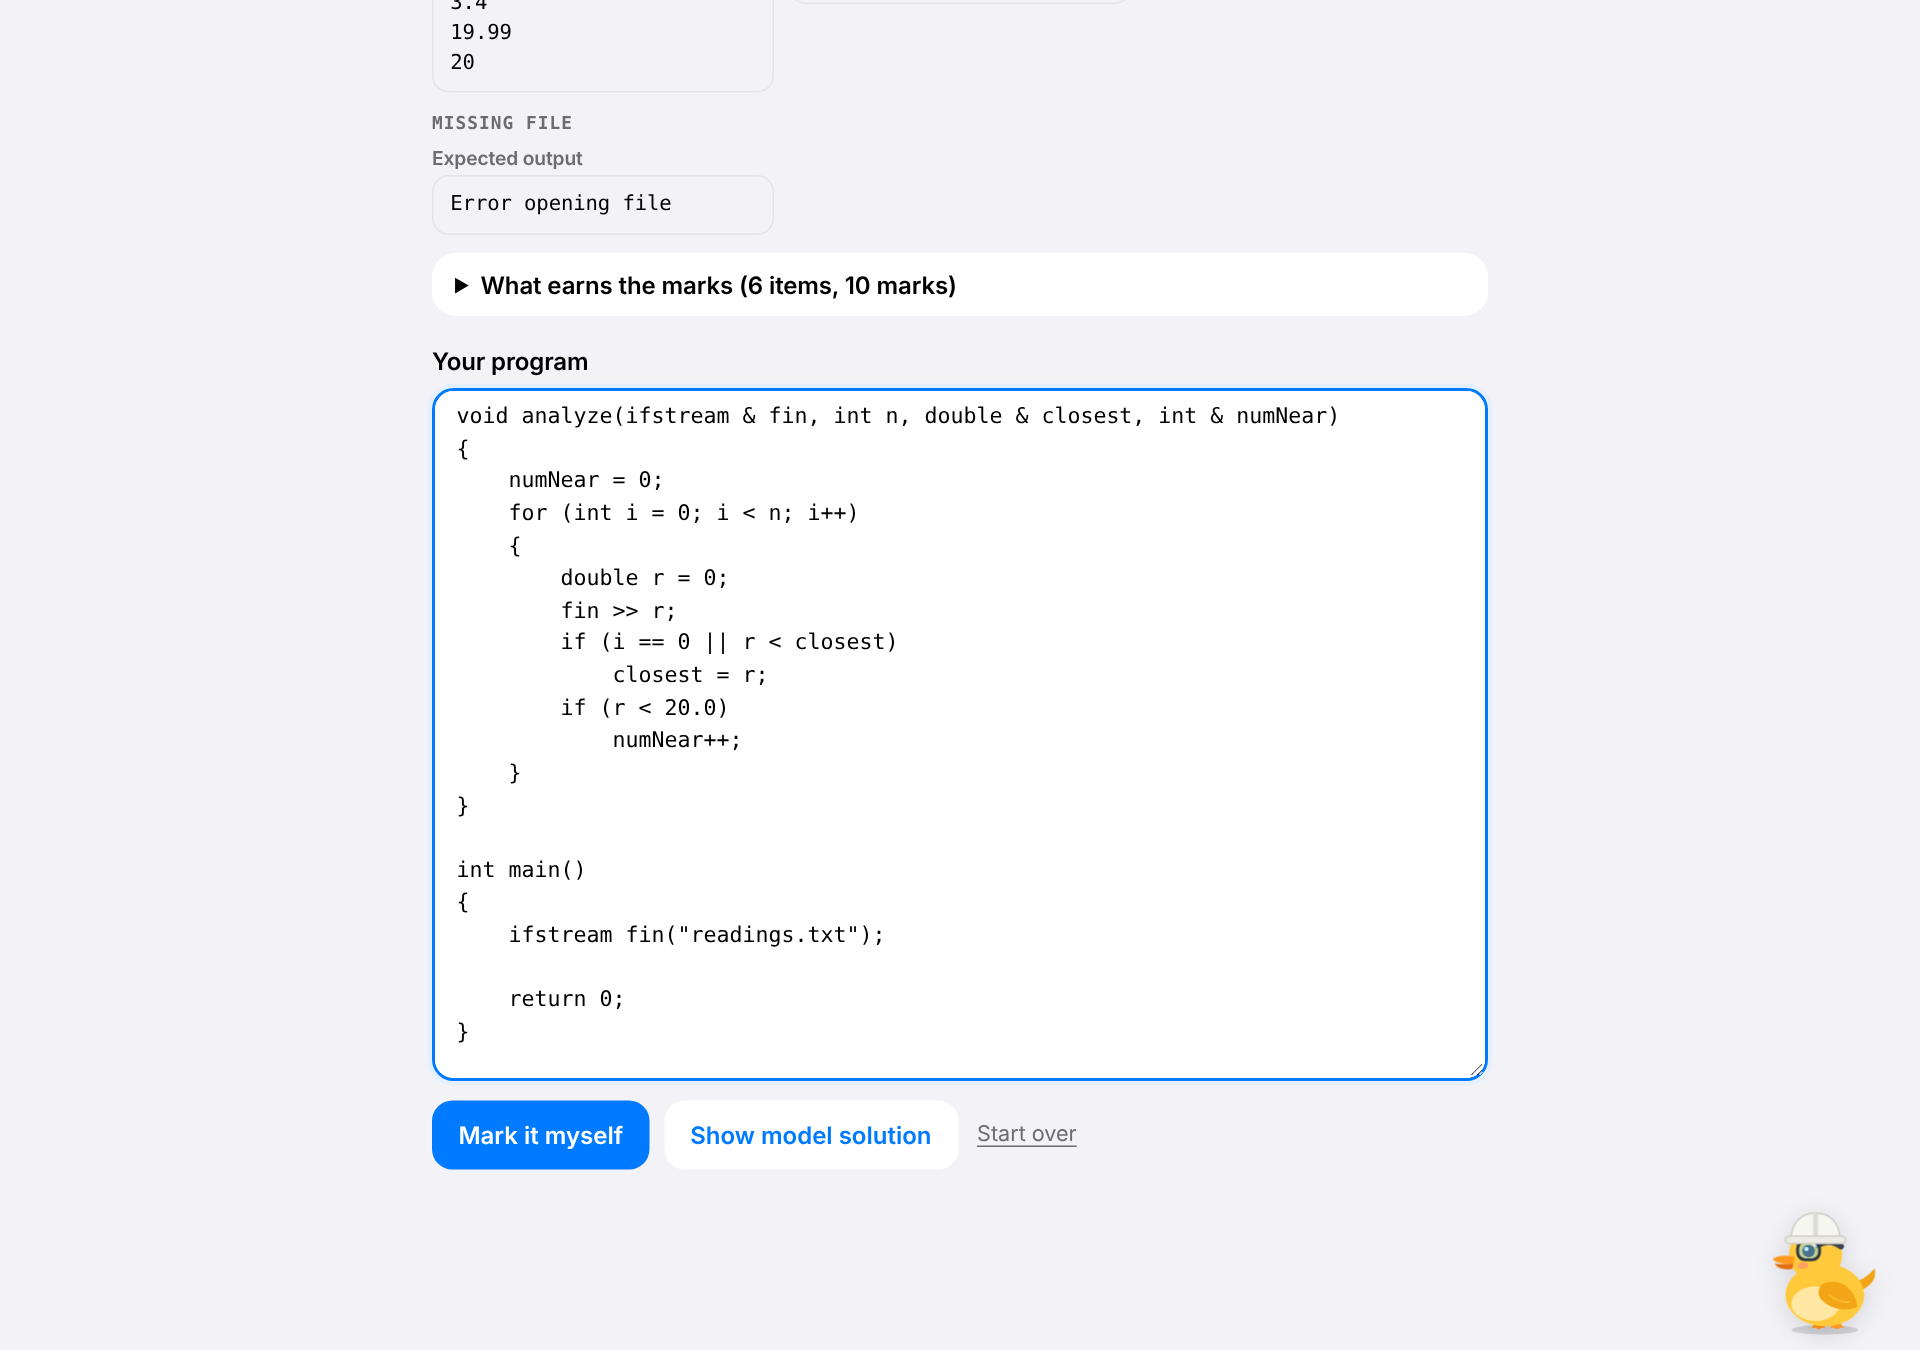 3.4
19.99
20
MISSING FILE
Expected output
Error opening file
▶ What earns the marks (6 items, 10 marks)
Your program
void analyze(ifstream & fin, int n, double & closest, int & numNear)
{
    numNear = 0;
    for (int i = 0; i < n; i++)
    {
        double r = 0;
        fin >> r;
        if (i == 0 || r < closest)
            closest = r;
        if (r < 20.0)
            numNear++;
    }
}

int main()
{
    ifstream fin("readings.txt");

    return 0;
}
Mark it myself
Show model solution
Start over